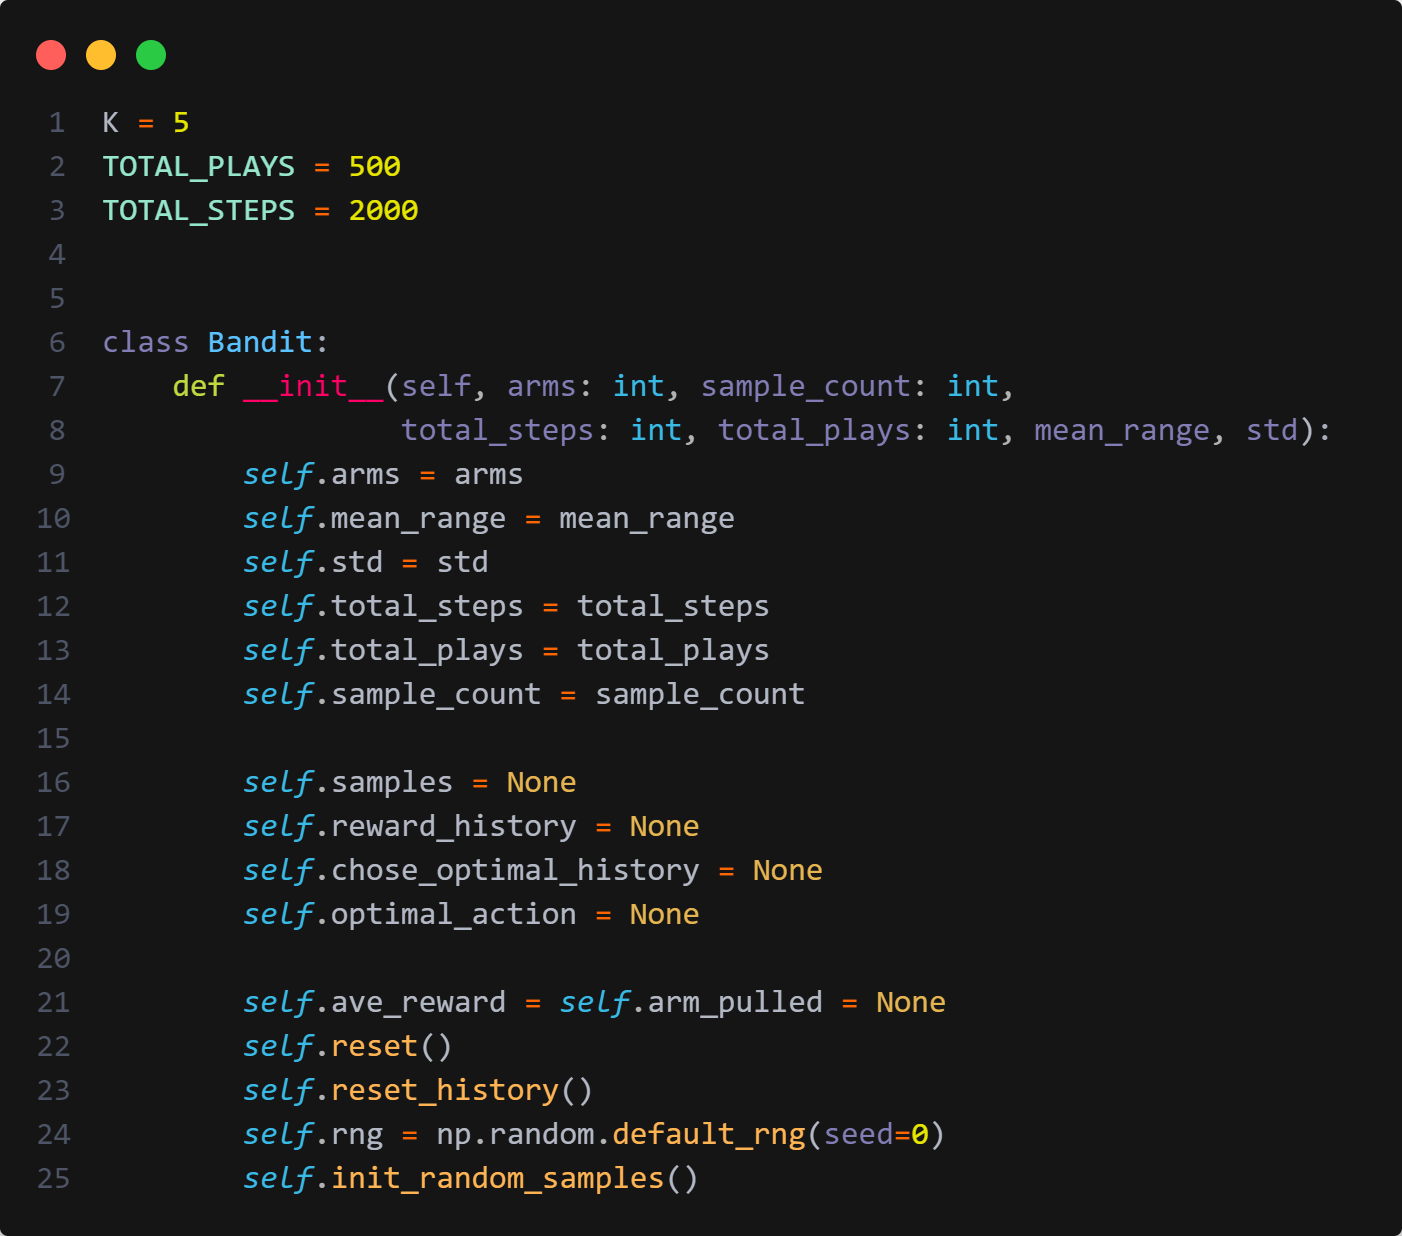 1 K = 5
2 TOTAL_PLAYS = 500
3 TOTAL_STEPS = 2000
4
5
6 class Bandit:
7     def __init__(self, arms: int, sample_count: int,
8                  total_steps: int, total_plays: int, mean_range, std):
9         self.arms = arms
10         self.mean_range = mean_range
11         self.std = std
12         self.total_steps = total_steps
13         self.total_plays = total_plays
14         self.sample_count = sample_count
15
16         self.samples = None
17         self.reward_history = None
18         self.chose_optimal_history = None
19         self.optimal_action = None
20
21         self.ave_reward = self.arm_pulled = None
22         self.reset()
23         self.reset_history()
24         self.rng = np.random.default_rng(seed=0)
25         self.init_random_samples()